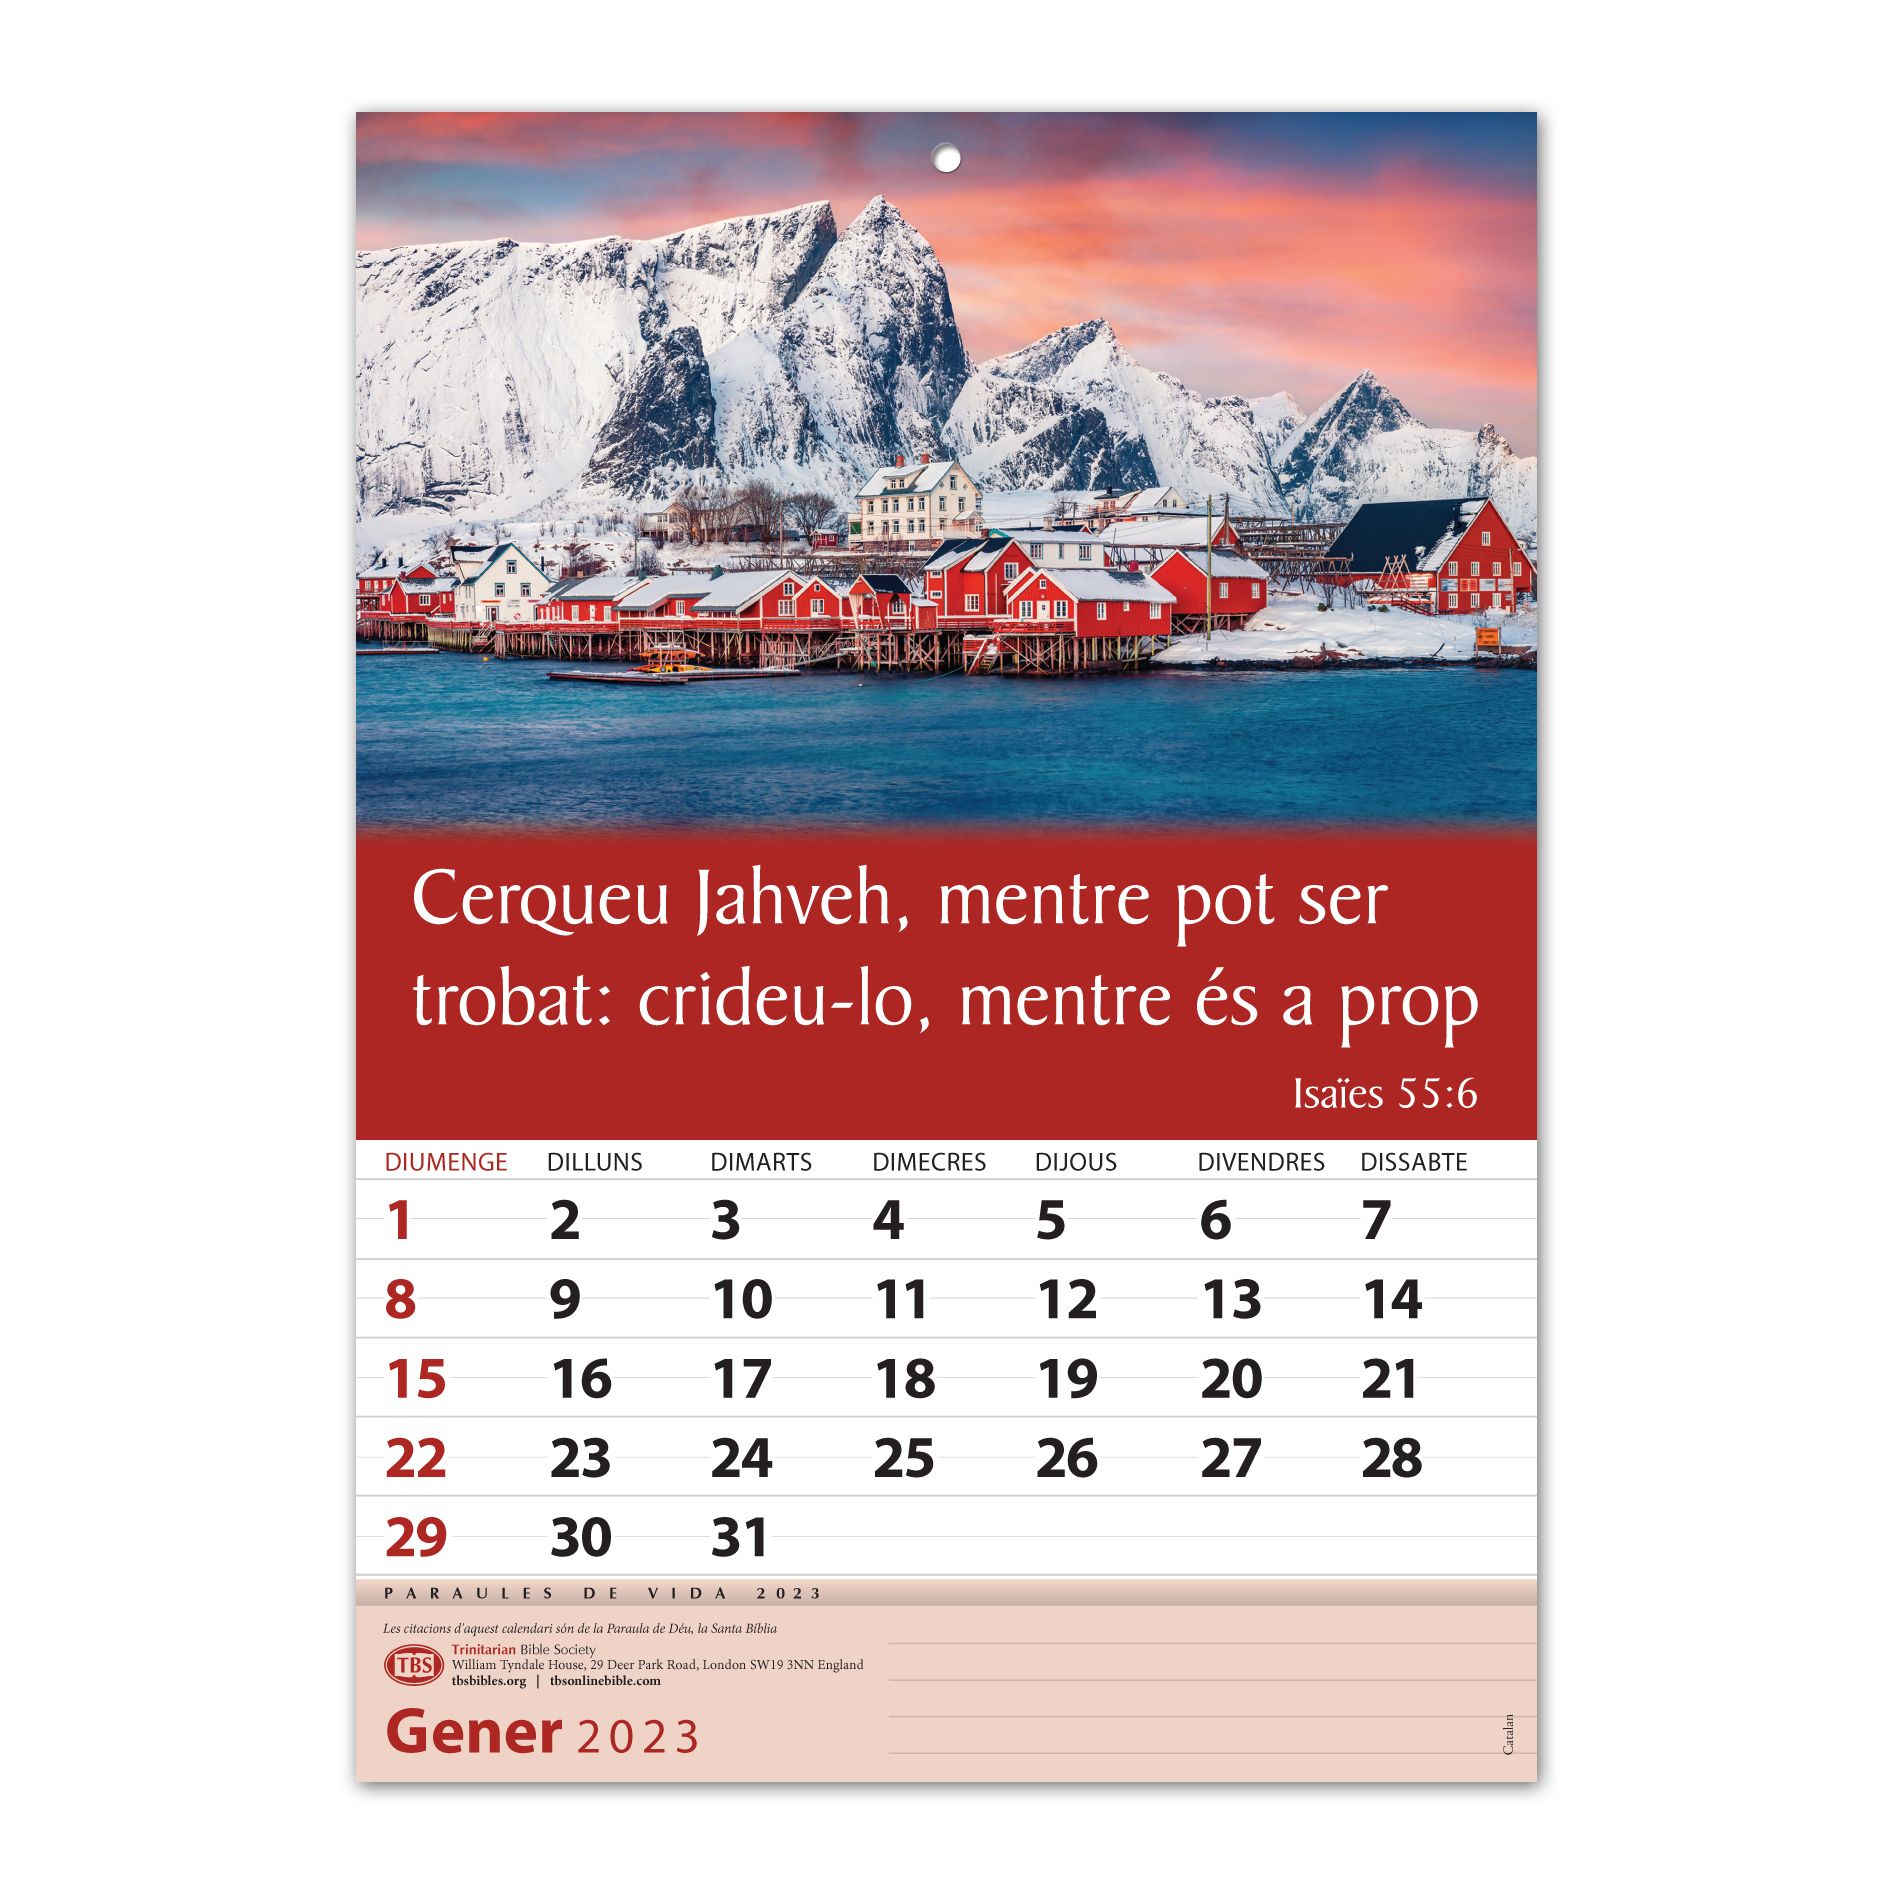 Cerqueu Jahveh, mentre pot ser
trobat: crideu-lo, mentre és a prop
Isaïes 55:6
DIUMENGE DILLUNS DIMARTS DIMECRES DIJOUS DIVENDRES DISSABTE
1 2 3 4 5 6 7
8 9 10 11 12 13 14
15 16 17 18 19 20 21
22 23 24 25 26 27 28
29 30 31
PARAULES DE VIDA 2023
Les citacions d'aquest calendari són de la Paraula de Déu, la Santa Bíblia
TBS
Trinitarian Bible Society
William Tyndale House, 29 Deer Park Road, London SW19 3NN England
tbsbibles.org | tbsonlinebible.com
Gener 2023
Catalan